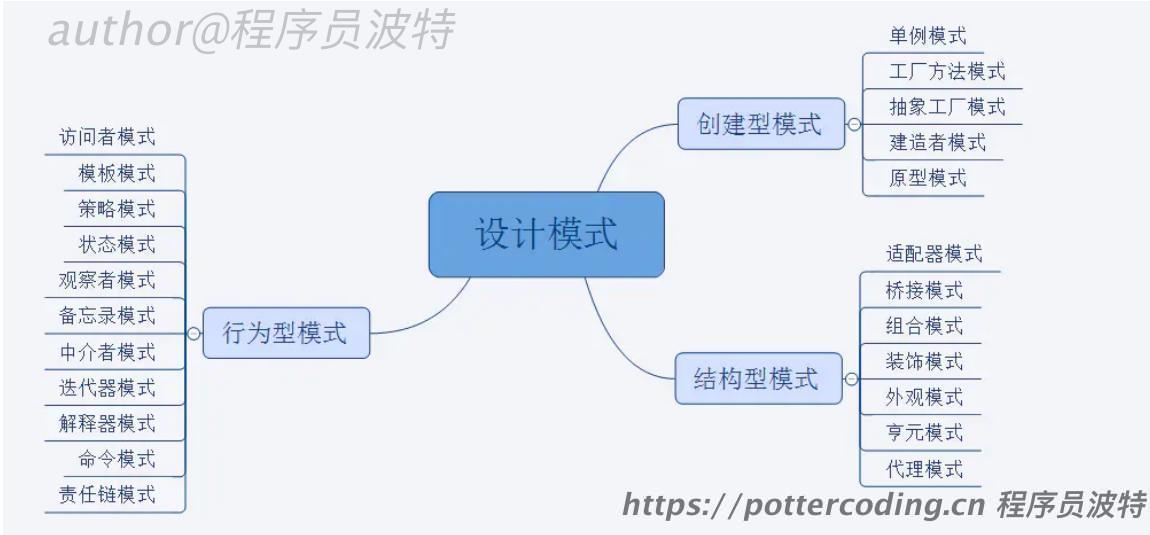 author@程序员波特
设计模式
创建型模式
单例模式
工厂方法模式
抽象工厂模式
建造者模式
原型模式
结构型模式
适配器模式
桥接模式
组合模式
装饰模式
外观模式
亨元模式
代理模式
行为型模式
访问者模式
模板模式
策略模式
状态模式
观察者模式
备忘录模式
中介者模式
迭代器模式
解释器模式
命令模式
责任链模式
https://pottercoding.cn 程序员波特